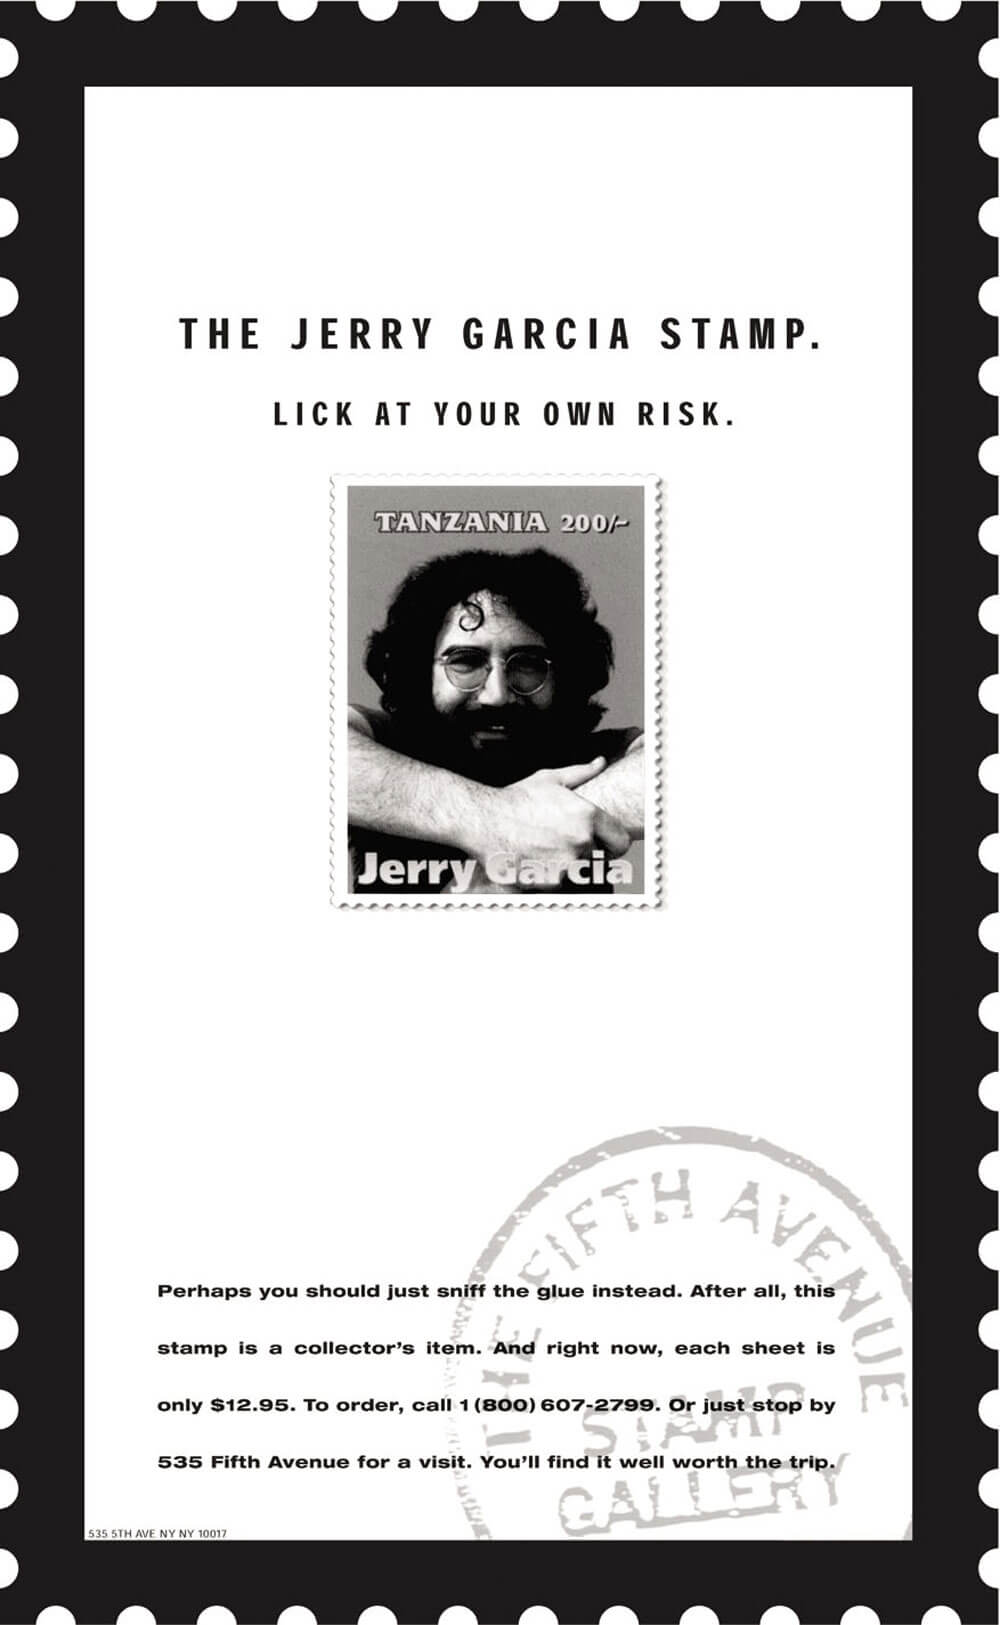 THE JERRY GARCIA STAMP.
LICK AT YOUR OWN RISK.
TANZANIA 200/-
Jerry Garcia
Perhaps you should just sniff the glue instead. After all, this
stamp is a collector's item. And right now, each sheet is
only $12.95. To order, call 1 (800) 607-2799. Or just stop by
535 Fifth Avenue for a visit. You'll find it well worth the trip.
THE FIFTH AVENUE
STAMP
GALLERY
535 5TH AVE NY NY 10017